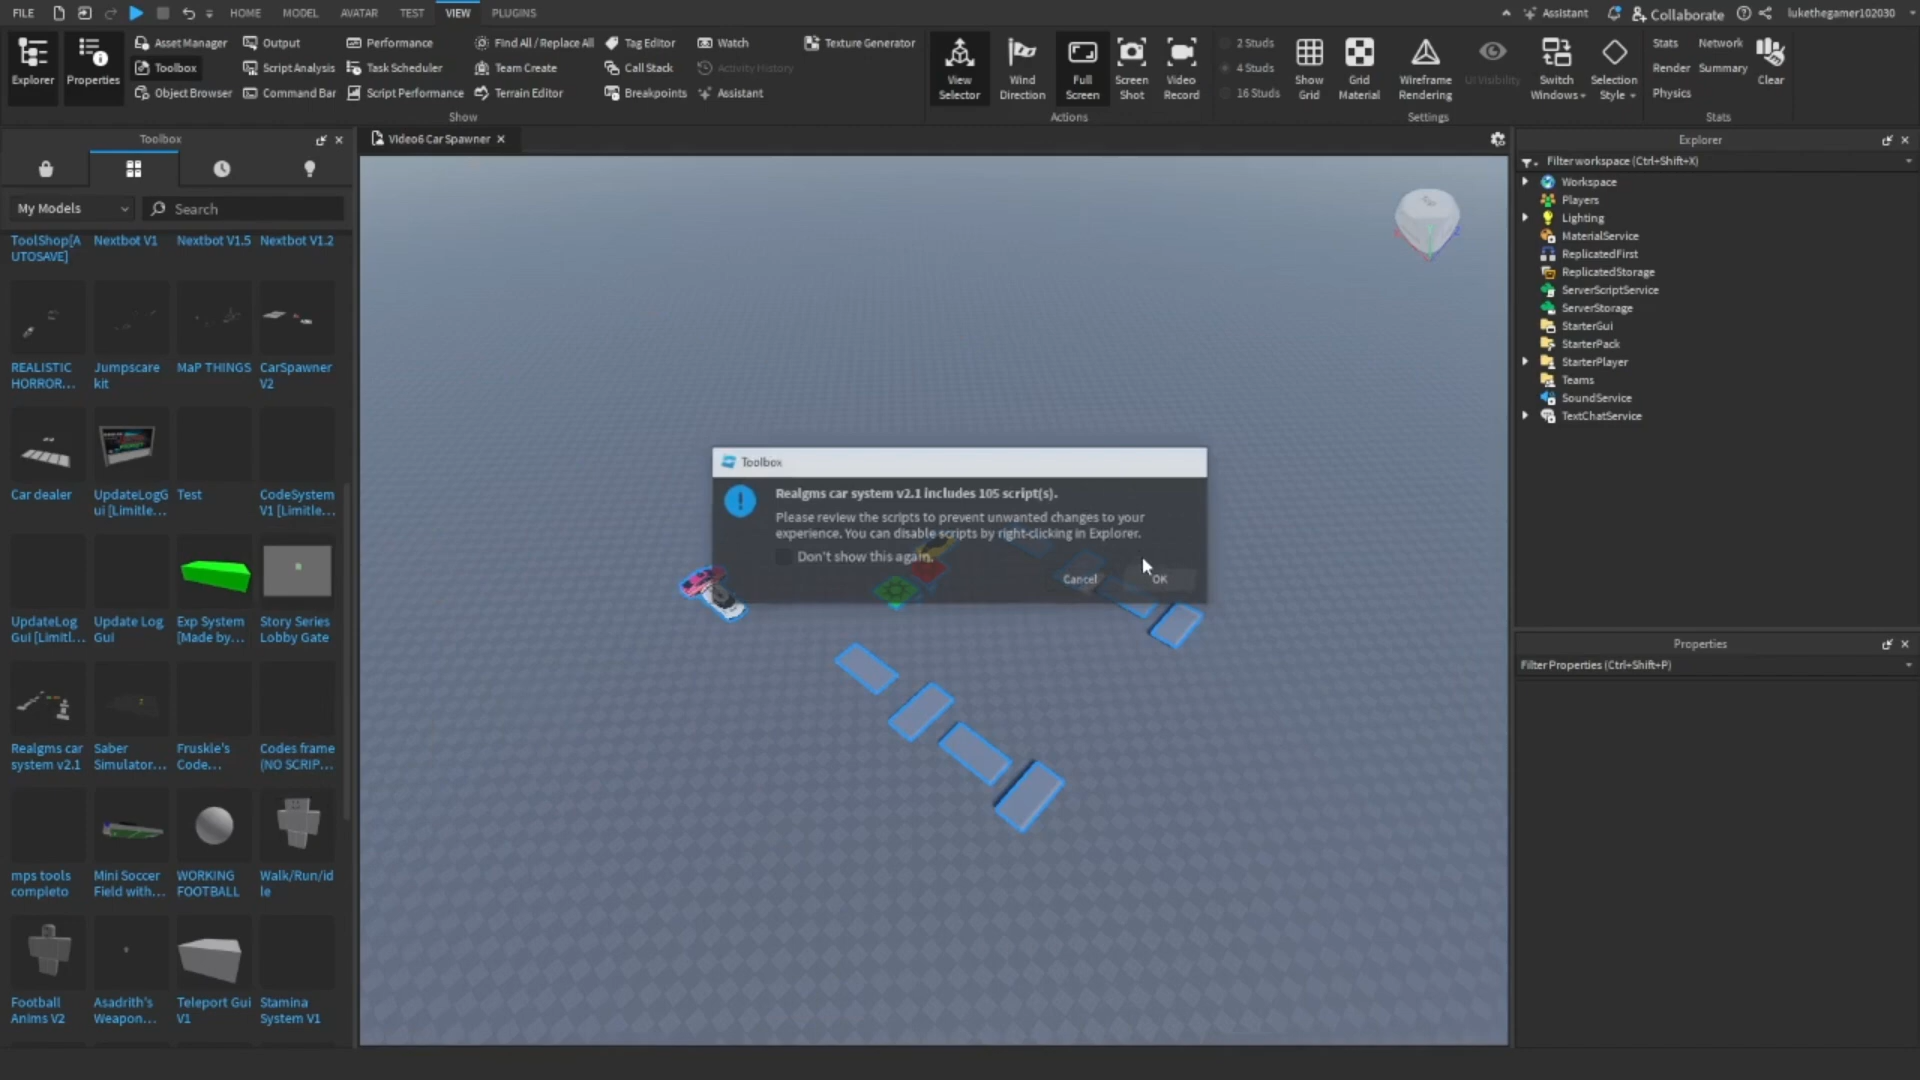 FILE HOME MODEL AVATAR TEST VIEW PLUGINS Assistant Collaborate lukethegamer102030
Explorer Properties
Asset Manager Output Performance Find All / Replace All Tag Editor Watch Texture Generator
Toolbox Script Analysis Task Scheduler Team Create Call Stack Activity History
Object Browser Command Bar Script Performance Terrain Editor Breakpoints Assistant
Show
View Selector
Wind Direction
Full Screen
Screen Shot
Video Record
Actions
2 Studs
4 Studs
16 Studs
Show Grid
Grid Material
Wireframe Rendering
UI Visibility
Switch Windows
Selection Style
Settings
Stats Network
Render Summary
Physics
Clear
Stats
Toolbox
My Models Search
ToolShop[A
UTOSAVE]
Nextbot V1
Nextbot V1.5
Nextbot V1.2
REALISTIC
HORROR...
Jumpscare
kit
MaP THINGS
CarSpawner
V2
Car dealer
UpdateLogG
ui [Limitle...
Test
CodeSystem
V1 [Limitle...
UpdateLog
Gui [Limitl...
Update Log
Gui
Exp System
[Made by...
Story Series
Lobby Gate
Realgms car
system v2.1
Saber
Simulator...
Fruskle's
Code...
Codes frame
(NO SCRIP...
mps tools
completo
Mini Soccer
Field with...
WORKING
FOOTBALL
Walk/Run/id
le
Football
Anims V2
Asadrith's
Weapon...
Teleport Gui
V1
Stamina
System V1
Video6 CarSpawner
Toolbox
Realgms car system v2.1 includes 105 script(s).
Please review the scripts to prevent unwanted changes to your
experience. You can disable scripts by right-clicking in Explorer.
Don't show this again.
Cancel OK
Explorer
Filter workspace (Ctrl+Shift+X)
Workspace
Players
Lighting
MaterialService
ReplicatedFirst
ReplicatedStorage
ServerScriptService
ServerStorage
StarterGui
StarterPack
StarterPlayer
Teams
SoundService
TextChatService
Properties
Filter Properties (Ctrl+Shift+P)